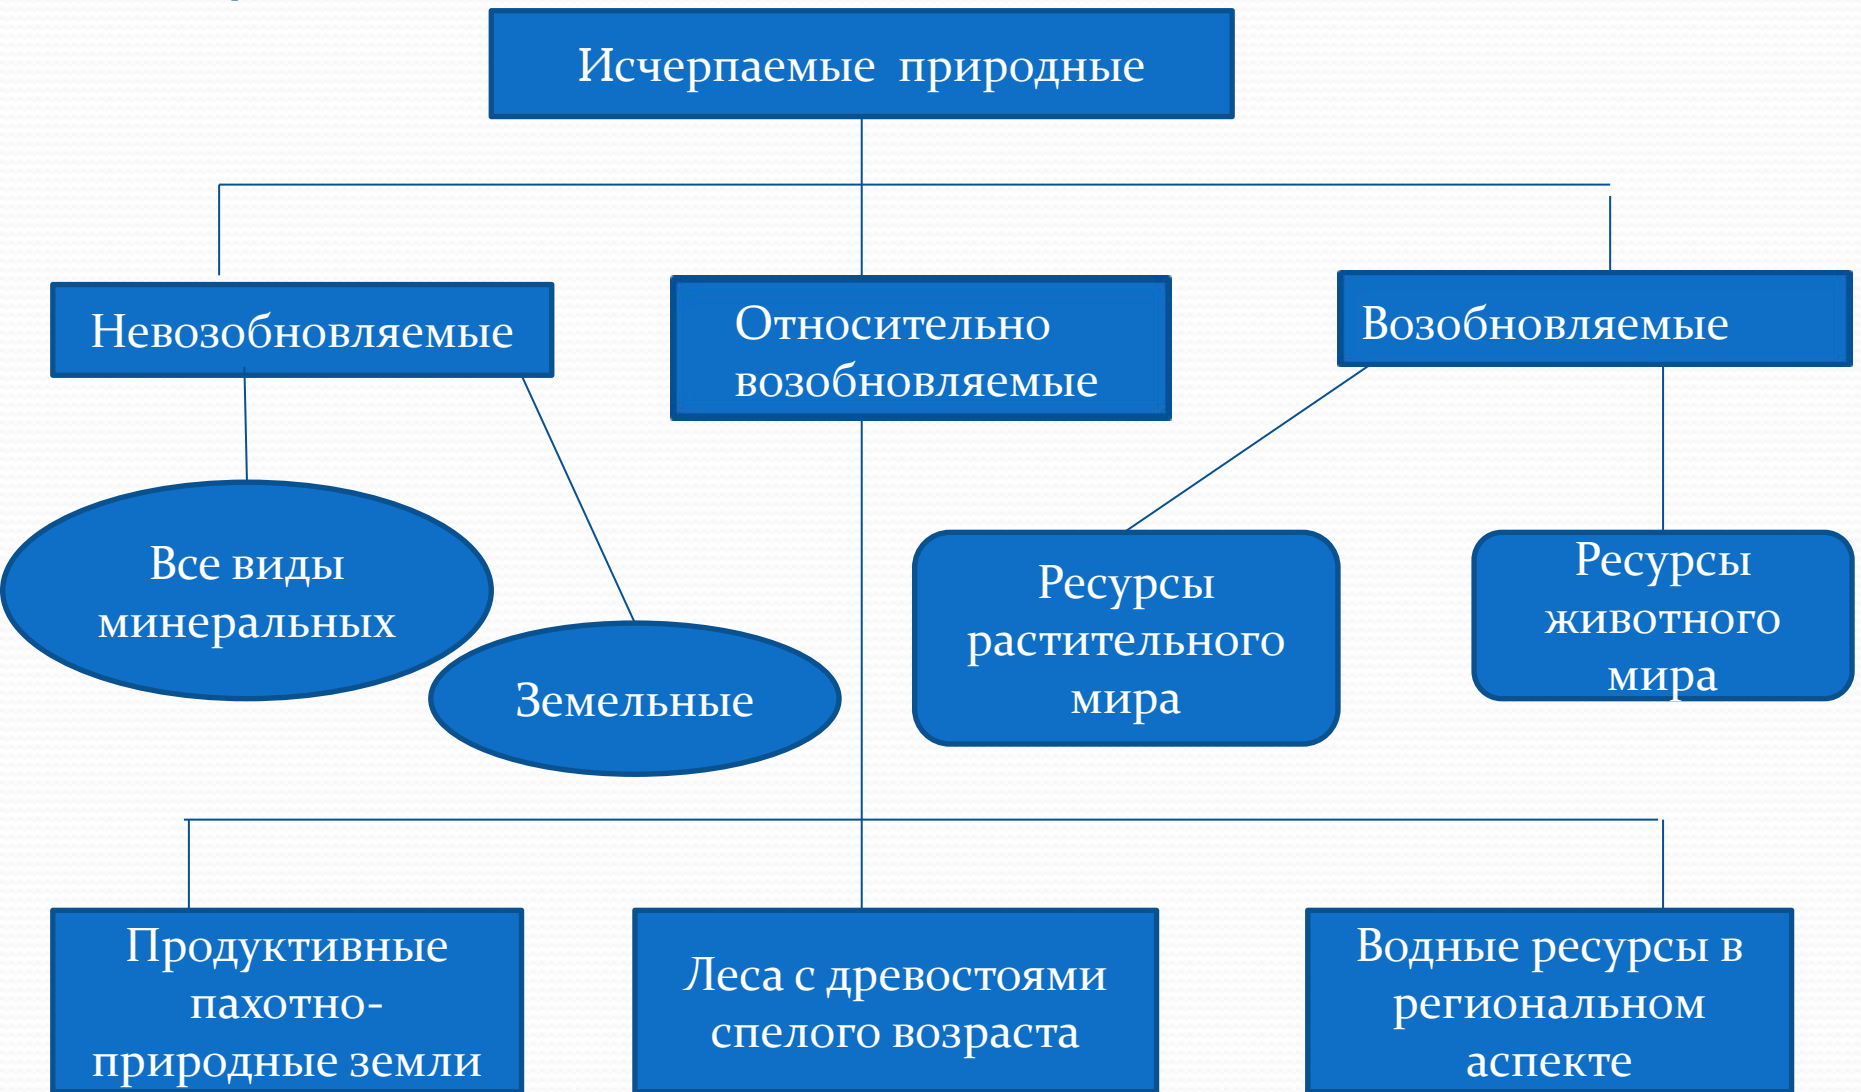 Исчерпаемые природные
Невозобновляемые
Относительно
возобновляемые
Возобновляемые
Все виды
минеральных
Земельные
Ресурсы
растительного
мира
Ресурсы
животного
мира
Продуктивные
пахотно-
природные земли
Леса с древостоями
спелого возраста
Водные ресурсы в
региональном
аспекте